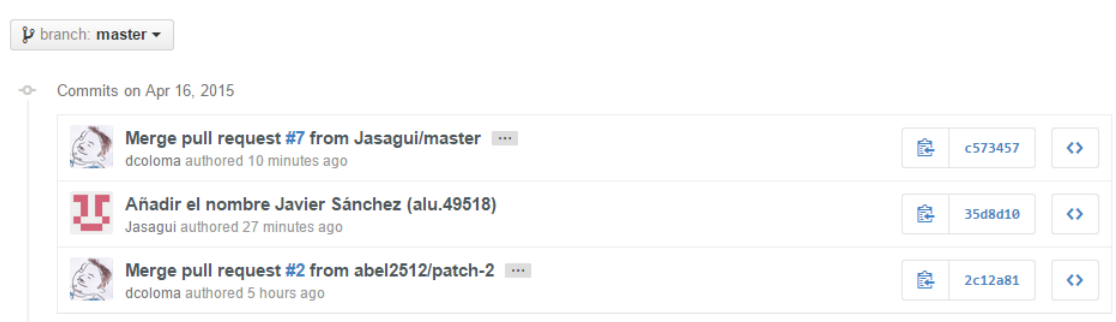 branch: master
Commits on Apr 16, 2015
Merge pull request #7 from Jasagui/master ...
dcoloma authored 10 minutes ago
c573457
Añadir el nombre Javier Sánchez (alu.49518)
Jasagui authored 27 minutes ago
35d8d10
Merge pull request #2 from abel2512/patch-2 ...
dcoloma authored 5 hours ago
2c12a81